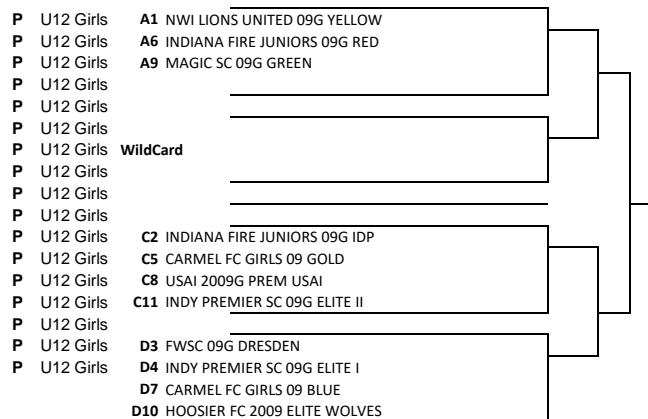 P U12 Girls A1 NWI LIONS UNITED 09G YELLOW
P U12 Girls A6 INDIANA FIRE JUNIORS 09G RED
P U12 Girls A9 MAGIC SC 09G GREEN
P U12 Girls
P U12 Girls
P U12 Girls
P U12 Girls WildCard
P U12 Girls
P U12 Girls
P U12 Girls
P U12 Girls C2 INDIANA FIRE JUNIORS 09G IDP
P U12 Girls C5 CARMEL FC GIRLS 09 GOLD
P U12 Girls C8 USAI 2009G PREM USAI
P U12 Girls C11 INDY PREMIER SC 09G ELITE II
P U12 Girls
P U12 Girls D3 FWSC 09G DRESDEN
P U12 Girls D4 INDY PREMIER SC 09G ELITE I
D7 CARMEL FC GIRLS 09 BLUE
D10 HOOSIER FC 2009 ELITE WOLVES